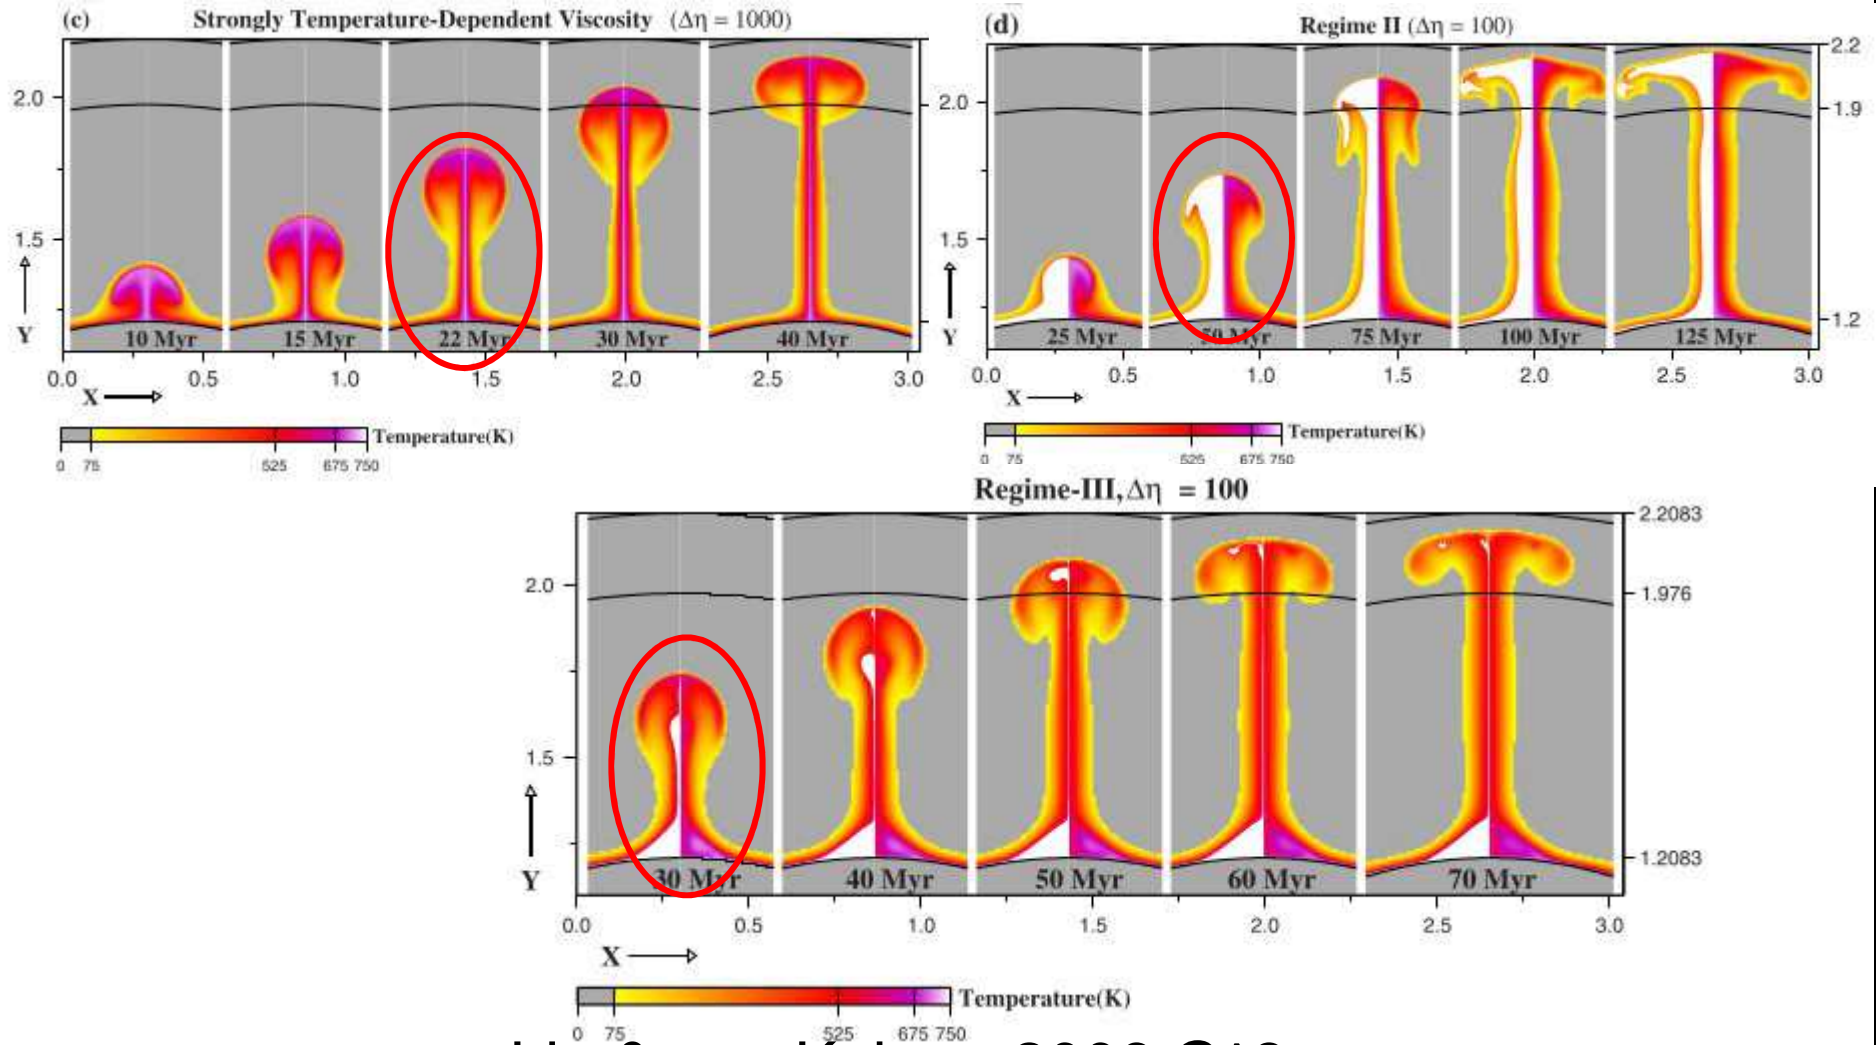 (c) Strongly Temperature-Dependent Viscosity (Δη = 1000)
2.0
1.5
Y
10 Myr 15 Myr 22 Myr 30 Myr 40 Myr
0.0 0.5 1.0 1.5 2.0 2.5 3.0
X
Temperature(K)
0 75 525 675 750
(d) Regime II (Δη = 100)
2.2
2.0 1.9
1.5
Y
1.2
25 Myr 50 Myr 75 Myr 100 Myr 125 Myr
0.0 0.5 1.0 1.5 2.0 2.5 3.0
X
Temperature(K)
0 75 525 675 750
Regime-III, Δη = 100
2.2083
2.0 1.976
1.5
Y
1.2083
30 Myr 40 Myr 50 Myr 60 Myr 70 Myr
0.0 0.5 1.0 1.5 2.0 2.5 3.0
X
Temperature(K)
0 75 525 675 750